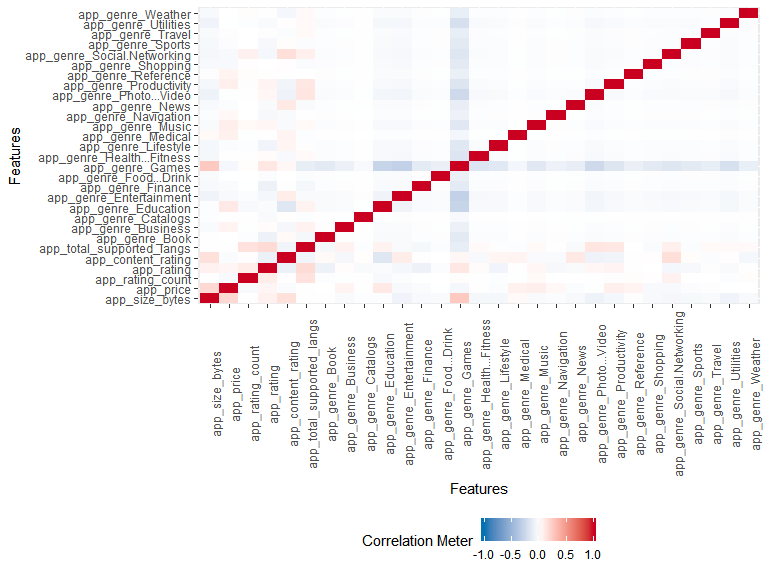 app_genre_Weather
app_genre_Utilities
app_genre_Travel
app_genre_Sports
app_genre_Social.Networking
app_genre_Shopping
app_genre_Reference
app_genre_Productivity
app_genre_Photo...Video
app_genre_News
app_genre_Navigation
app_genre_Music
app_genre_Medical
app_genre_Lifestyle
app_genre_Health...Fitness
app_genre_Games
app_genre_Food...Drink
app_genre_Finance
app_genre_Entertainment
app_genre_Education
app_genre_Catalogs
app_genre_Business
app_genre_Book
app_total_supported_langs
app_content_rating
app_rating
app_rating_count
app_price
app_size_bytes
Features
app_size_bytes
app_price
app_rating_count
app_rating
app_content_rating
app_total_supported_langs
app_genre_Book
app_genre_Business
app_genre_Catalogs
app_genre_Education
app_genre_Entertainment
app_genre_Finance
app_genre_Food...Drink
app_genre_Games
app_genre_Health...Fitness
app_genre_Lifestyle
app_genre_Medical
app_genre_Music
app_genre_Navigation
app_genre_News
app_genre_Photo...Video
app_genre_Productivity
app_genre_Reference
app_genre_Shopping
app_genre_Social.Networking
app_genre_Sports
app_genre_Travel
app_genre_Utilities
app_genre_Weather
Features
Correlation Meter
-1.0 -0.5 0.0 0.5 1.0